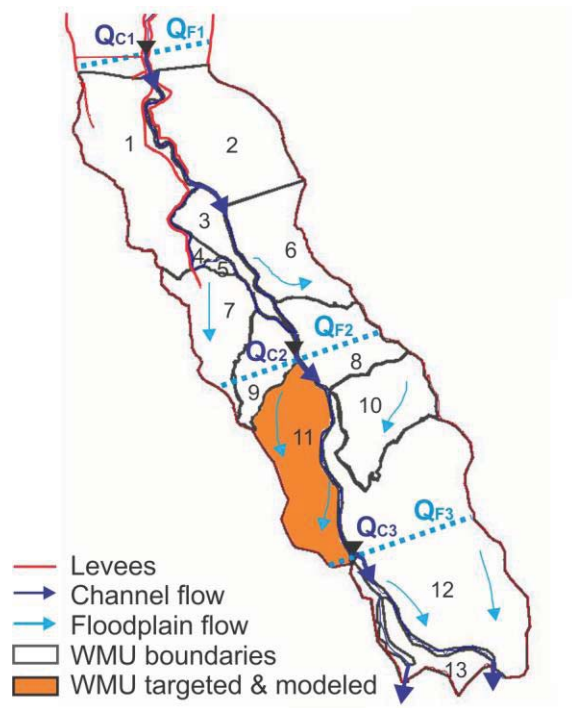 QC1 QF1
1
2
3
4
5
6
7
QC2 QF2
8
9
10
11
QC3 QF3
12
13
Levees
Channel flow
Floodplain flow
WMU boundaries
WMU targeted & modeled